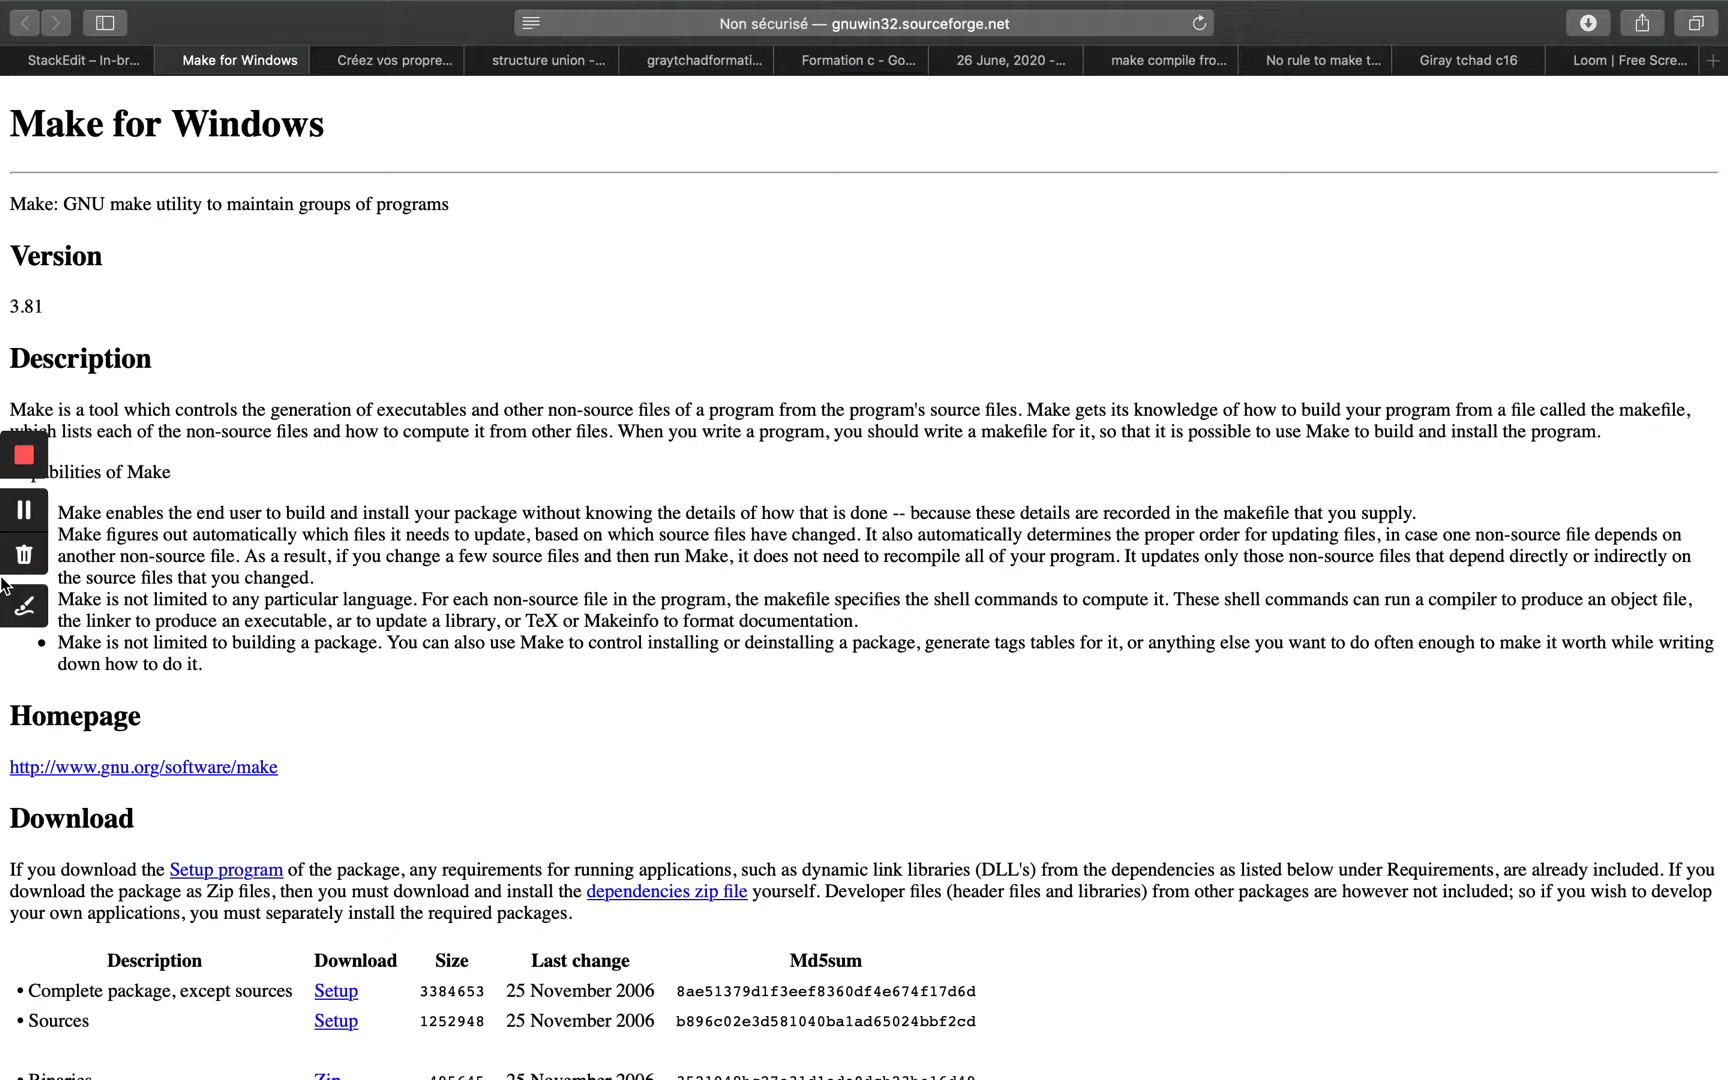 Non sécurisé — gnuwin32.sourceforge.net
StackEdit – In-br...
Make for Windows
Créez vos propre...
structure union -...
graytchadformati...
Formation c - Go...
26 June, 2020 -...
make compile fro...
No rule to make t...
Giray tchad c16
Loom | Free Scre...
Make for Windows
Make: GNU make utility to maintain groups of programs
Version
3.81
Description
Make is a tool which controls the generation of executables and other non-source files of a program from the program's source files. Make gets its knowledge of how to build your program from a file called the makefile,
which lists each of the non-source files and how to compute it from other files. When you write a program, you should write a makefile for it, so that it is possible to use Make to build and install the program.
bilities of Make
Make enables the end user to build and install your package without knowing the details of how that is done -- because these details are recorded in the makefile that you supply.
Make figures out automatically which files it needs to update, based on which source files have changed. It also automatically determines the proper order for updating files, in case one non-source file depends on
another non-source file. As a result, if you change a few source files and then run Make, it does not need to recompile all of your program. It updates only those non-source files that depend directly or indirectly on
the source files that you changed.
Make is not limited to any particular language. For each non-source file in the program, the makefile specifies the shell commands to compute it. These shell commands can run a compiler to produce an object file,
the linker to produce an executable, ar to update a library, or TeX or Makeinfo to format documentation.
• Make is not limited to building a package. You can also use Make to control installing or deinstalling a package, generate tags tables for it, or anything else you want to do often enough to make it worth while writing
down how to do it.
Homepage
http://www.gnu.org/software/make
Download
If you download the Setup program of the package, any requirements for running applications, such as dynamic link libraries (DLL's) from the dependencies as listed below under Requirements, are already included. If you
download the package as Zip files, then you must download and install the dependencies zip file yourself. Developer files (header files and libraries) from other packages are however not included; so if you wish to develop
your own applications, you must separately install the required packages.
Description Download Size Last change Md5sum
• Complete package, except sources Setup 3384653 25 November 2006 8ae51379d1f3eef8360df4e674f17d6d
• Sources Setup 1252948 25 November 2006 b896c02e3d581040ba1ad65024bbf2cd
• Binaries Zip 25 November 2006